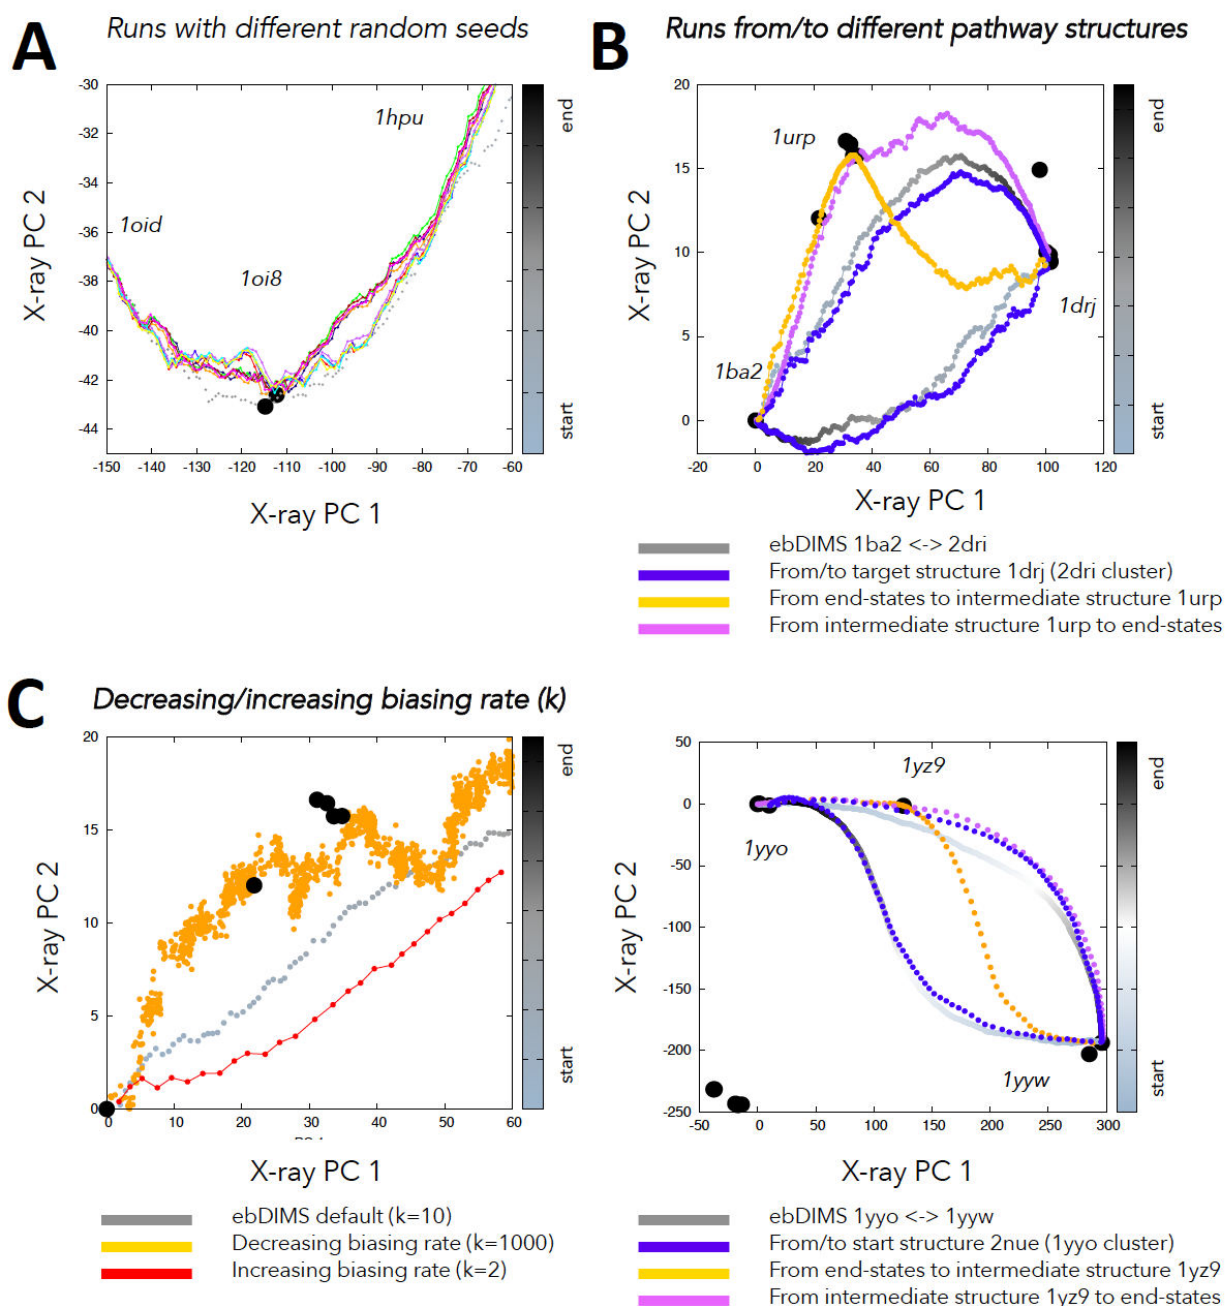 A
Runs with different random seeds
-30
-32
-34
-36
-38
-40
-42
-44
X-ray PC 2
1hpu
1oid
1oi8
-150 -140 -130 -120 -110 -100 -90 -80 -70 -60
X-ray PC 1
end
start
B
Runs from/to different pathway structures
20
15
10
5
0
X-ray PC 2
1urp
1drj
1ba2
-20 0 20 40 60 80 100 120
X-ray PC 1
end
start
ebDIMS 1ba2 <-> 2dri
From/to target structure 1drj (2dri cluster)
From end-states to intermediate structure 1urp
From intermediate structure 1urp to end-states
C
Decreasing/increasing biasing rate (k)
20
15
10
5
0
X-ray PC 2
0 10 20 30 40 50 60
X-ray PC 1
end
start
ebDIMS default (k=10)
Decreasing biasing rate (k=1000)
Increasing biasing rate (k=2)
50
0
-50
-100
-150
-200
-250
X-ray PC 2
1yz9
1yyo
1yyw
-50 0 50 100 150 200 250 300
X-ray PC 1
end
start
ebDIMS 1yyo <-> 1yyw
From/to start structure 2nue (1yyo cluster)
From end-states to intermediate structure 1yz9
From intermediate structure 1yz9 to end-states